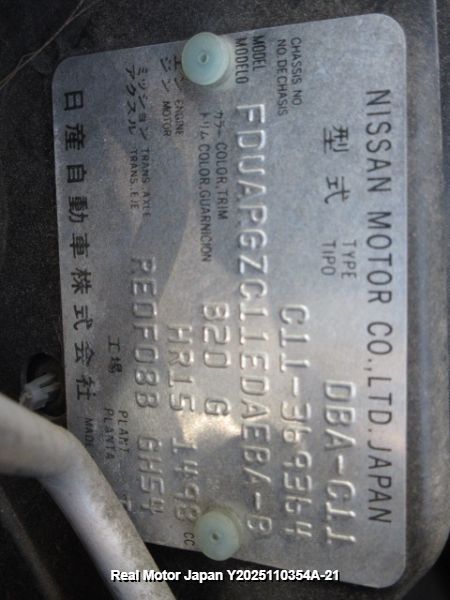 NISSAN MOTOR CO., LTD. JAPAN
型式 TYPE TIPO DBA-C11
CHASSIS NO. NO. DE CHASIS C11-369364
MODEL MODELO FDUARGZC11EDAEBA-B
カラー トリム COLOR, TRIM COLOR, GUARNICION B20 G
エンジン ENGINE MOTOR HR15 1498 CC
ミッション アクスル TRANS. AXLE TRANS. EJE RE0F08B GH54
工場 PLANT PLANTA
日産自動車株式会社 MADE
Real Motor Japan Y2025110354A-21